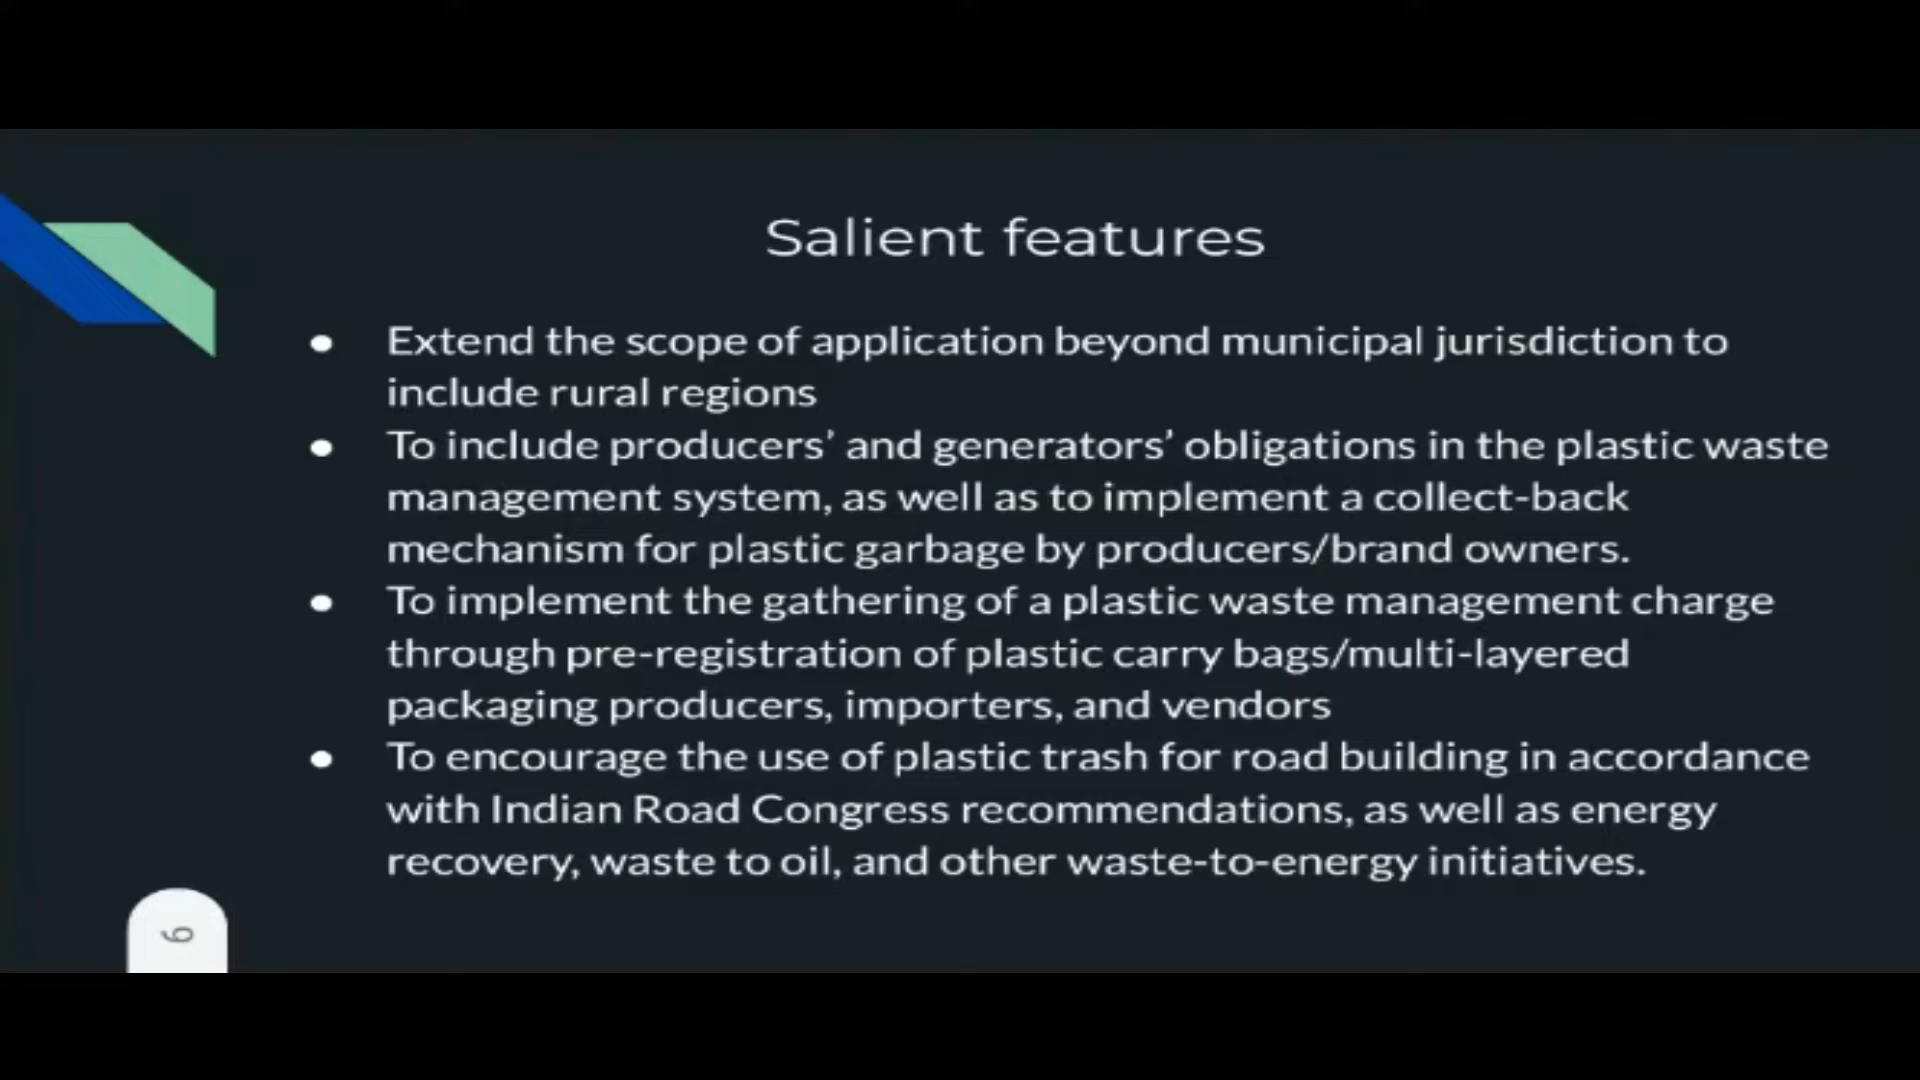 Salient features
● Extend the scope of application beyond municipal jurisdiction to
include rural regions
● To include producers’ and generators’ obligations in the plastic waste
management system, as well as to implement a collect-back
mechanism for plastic garbage by producers/brand owners.
● To implement the gathering of a plastic waste management charge
through pre-registration of plastic carry bags/multi-layered
packaging producers, importers, and vendors
● To encourage the use of plastic trash for road building in accordance
with Indian Road Congress recommendations, as well as energy
recovery, waste to oil, and other waste-to-energy initiatives.
9